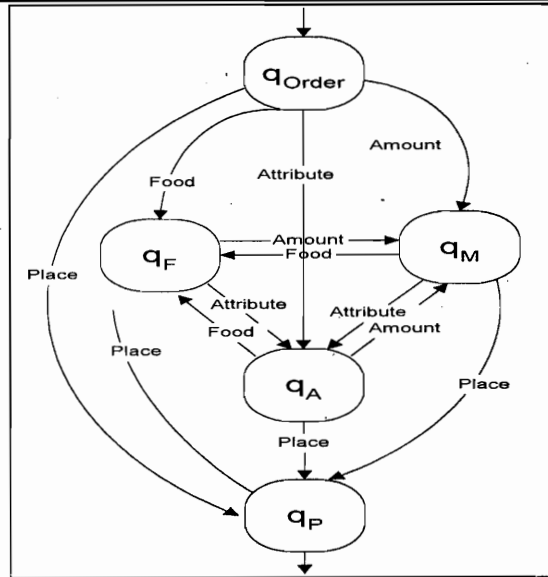 qOrder
Amount
Food
Attribute
Amount
qF
Food
qM
Place
Attribute
Attribute
Food
Amount
Place
qA
Place
Place
qP